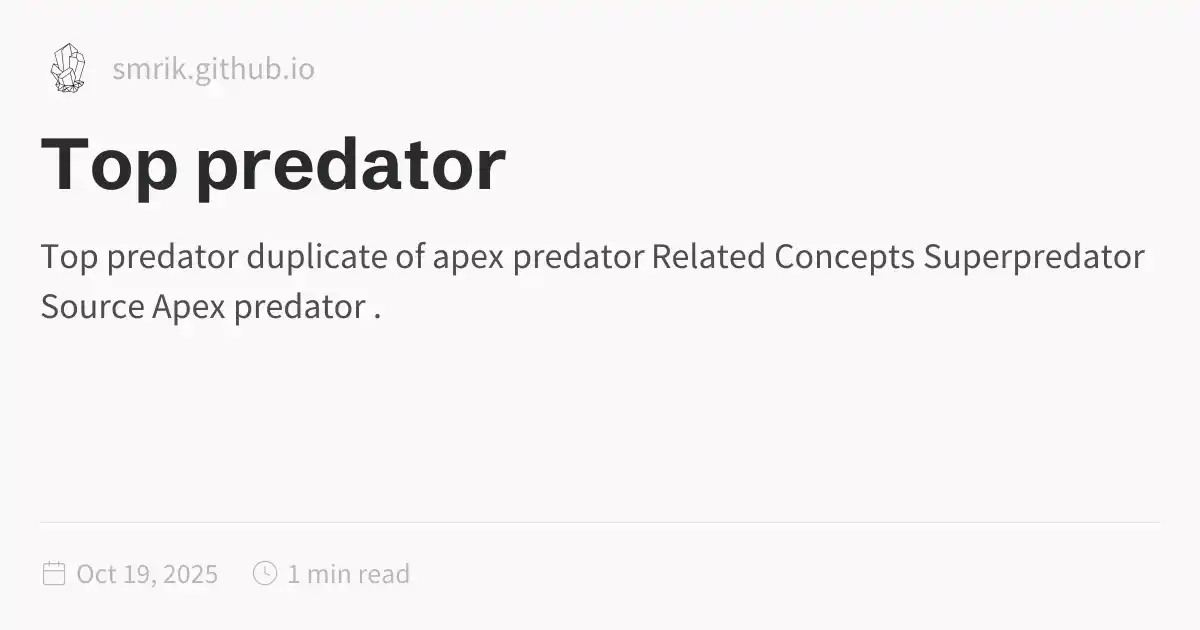 smrik.github.io
Top predator
Top predator duplicate of apex predator Related Concepts Superpredator
Source Apex predator .
Oct 19, 2025 1 min read